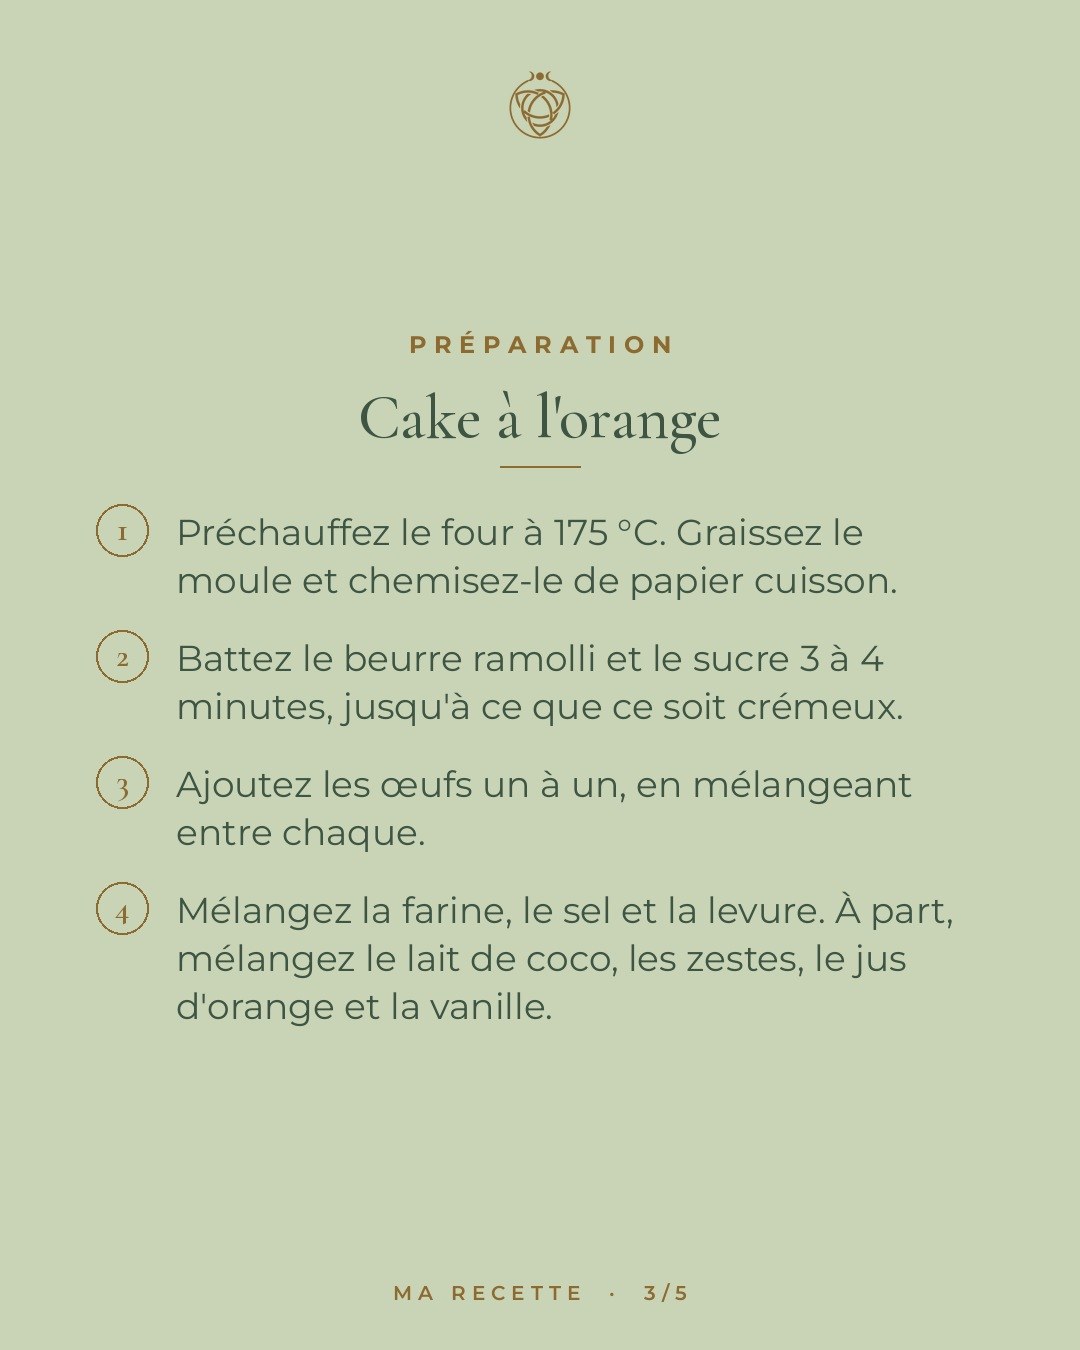 PRÉPARATION
Cake à l'orange
1 Préchauffez le four à 175 °C. Graissez le
moule et chemisez-le de papier cuisson.
2 Battez le beurre ramolli et le sucre 3 à 4
minutes, jusqu'à ce que ce soit crémeux.
3 Ajoutez les œufs un à un, en mélangeant
entre chaque.
4 Mélangez la farine, le sel et la levure. À part,
mélangez le lait de coco, les zestes, le jus
d'orange et la vanille.
MA RECETTE · 3/5